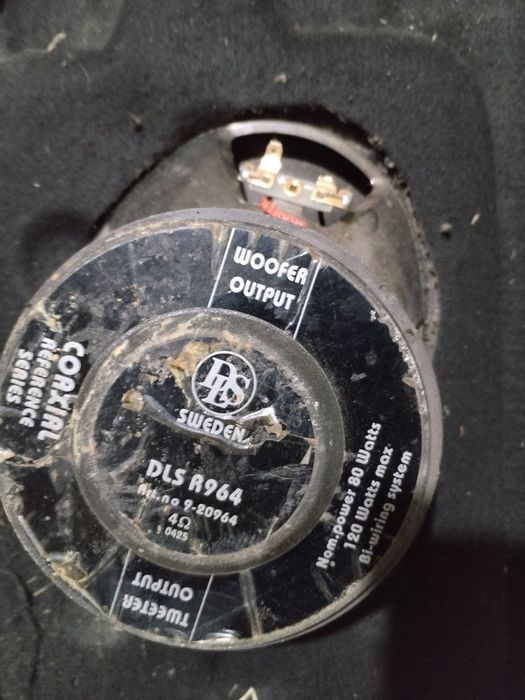 WOOFER
OUTPUT
COAXIAL
REFERENCE
SERIES
DLS
SWEDEN
DLS R964
Art.no 9-20964
4Ω
0425
Nom.power 80 Watts
120 Watts max
Bi-wiring system
TWEETER
OUTPUT